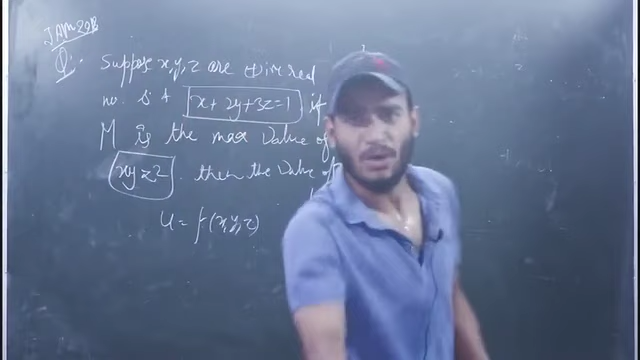 JAM 2018
Q:- Suppose x, y, z are +ive real
no. s.t x + 2y + 3z = 1 if
M is the max value of
xyz2 . then the value of
u = f(x,y,z)